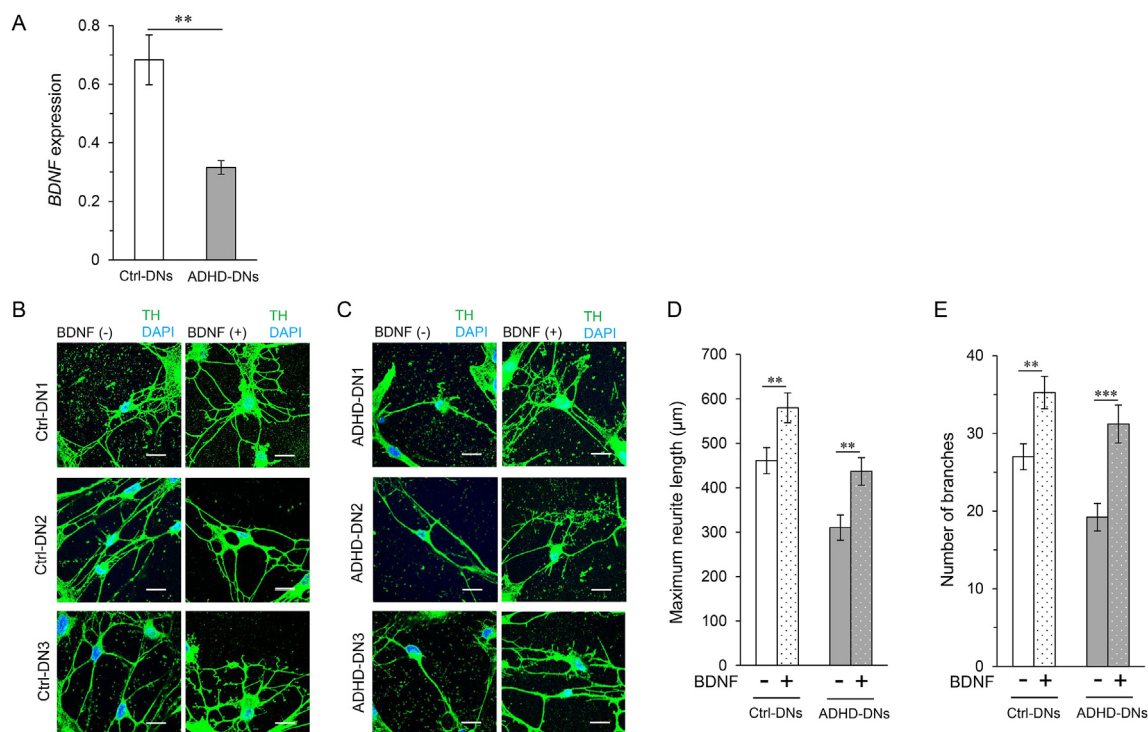 A
**
0.8
0.6
0.4
0.2
0
BDNF expression
Ctrl-DNs ADHD-DNs
B
TH TH
BDNF (-) DAPI BDNF (+) DAPI
Ctrl-DN1
Ctrl-DN2
Ctrl-DN3
C
TH TH
BDNF (-) DAPI BDNF (+) DAPI
ADHD-DN1
ADHD-DN2
ADHD-DN3
D
700
600
500
400
300
200
100
0
Maximum neurite length (µm)
**
**
BDNF - + - +
Ctrl-DNs ADHD-DNs
E
40
30
20
10
0
Number of branches
**
***
BDNF - + - +
Ctrl-DNs ADHD-DNs